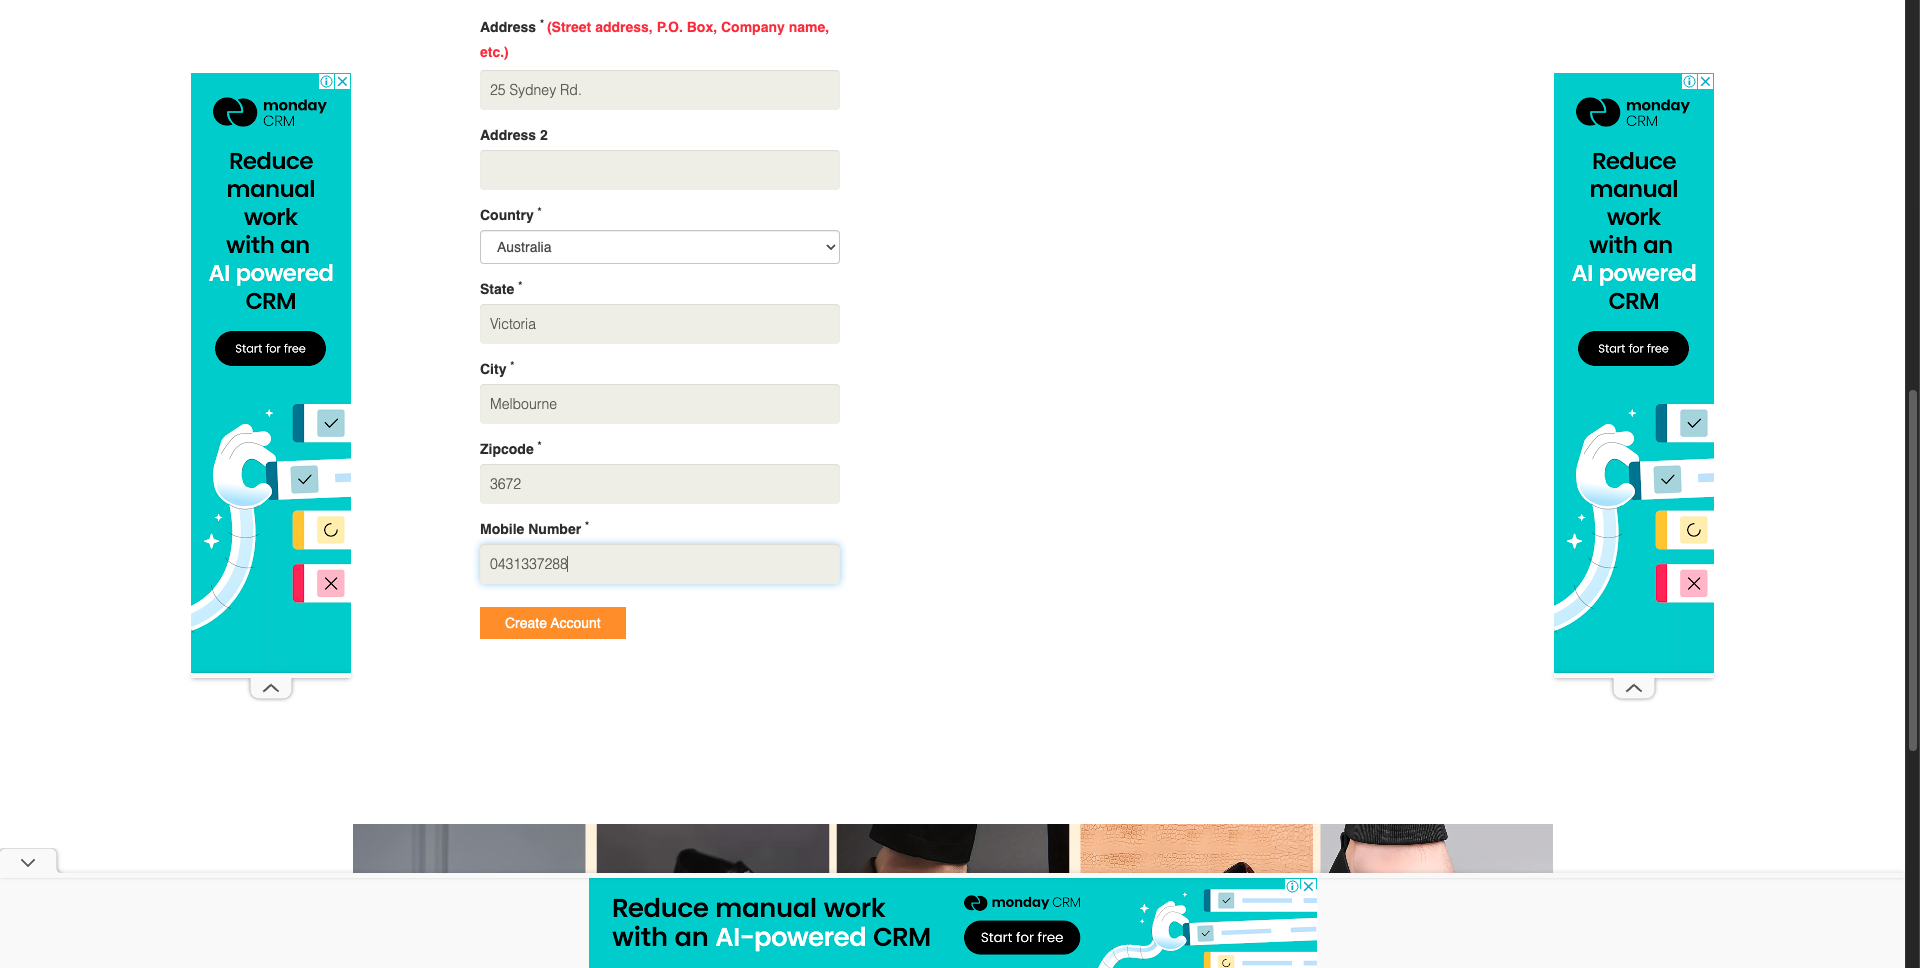 Address * (Street address, P.O. Box, Company name,
etc.)
25 Sydney Rd.
Address 2
Country *
Australia
State *
Victoria
City *
Melbourne
Zipcode *
3672
Mobile Number *
0431337288
Create Account
monday
CRM
Reduce
manual
work
with an
AI powered
CRM
Start for free
monday
CRM
Reduce
manual
work
with an
AI powered
CRM
Start for free
Reduce manual work
with an AI-powered CRM
monday CRM
Start for free